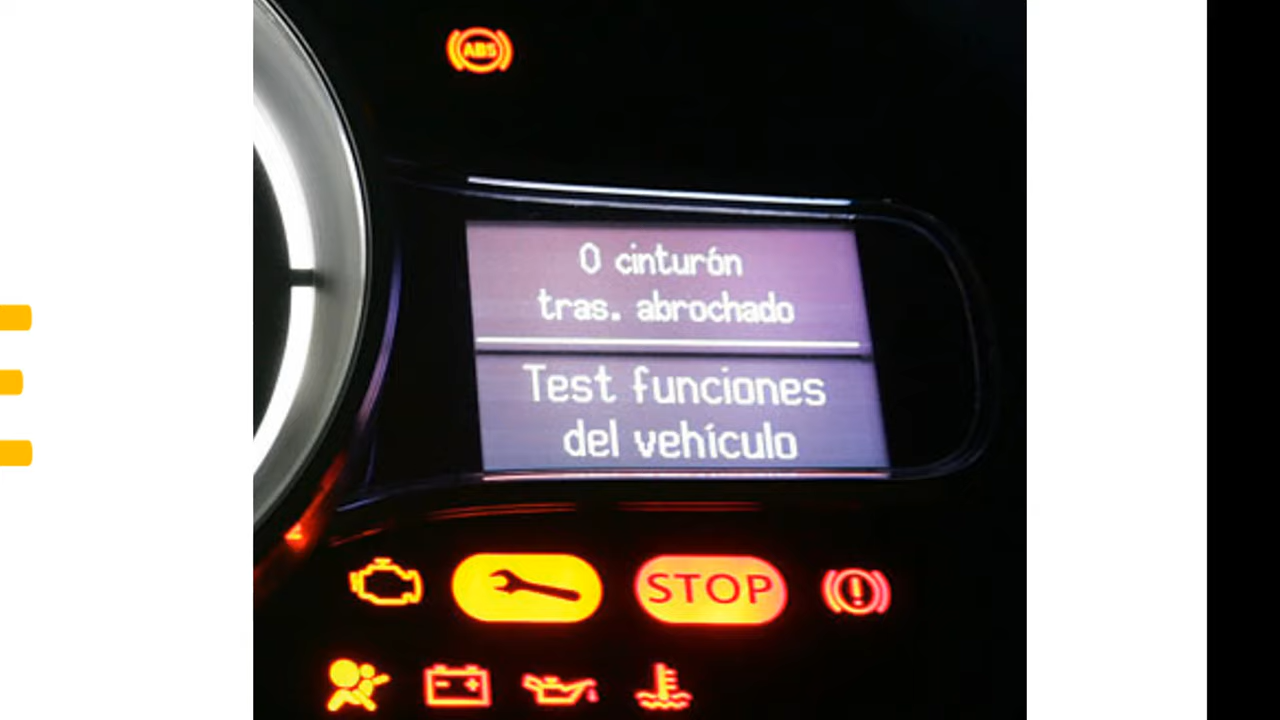 ABS
0 cinturón
tras. abrochado
Test funciones
del vehículo
STOP